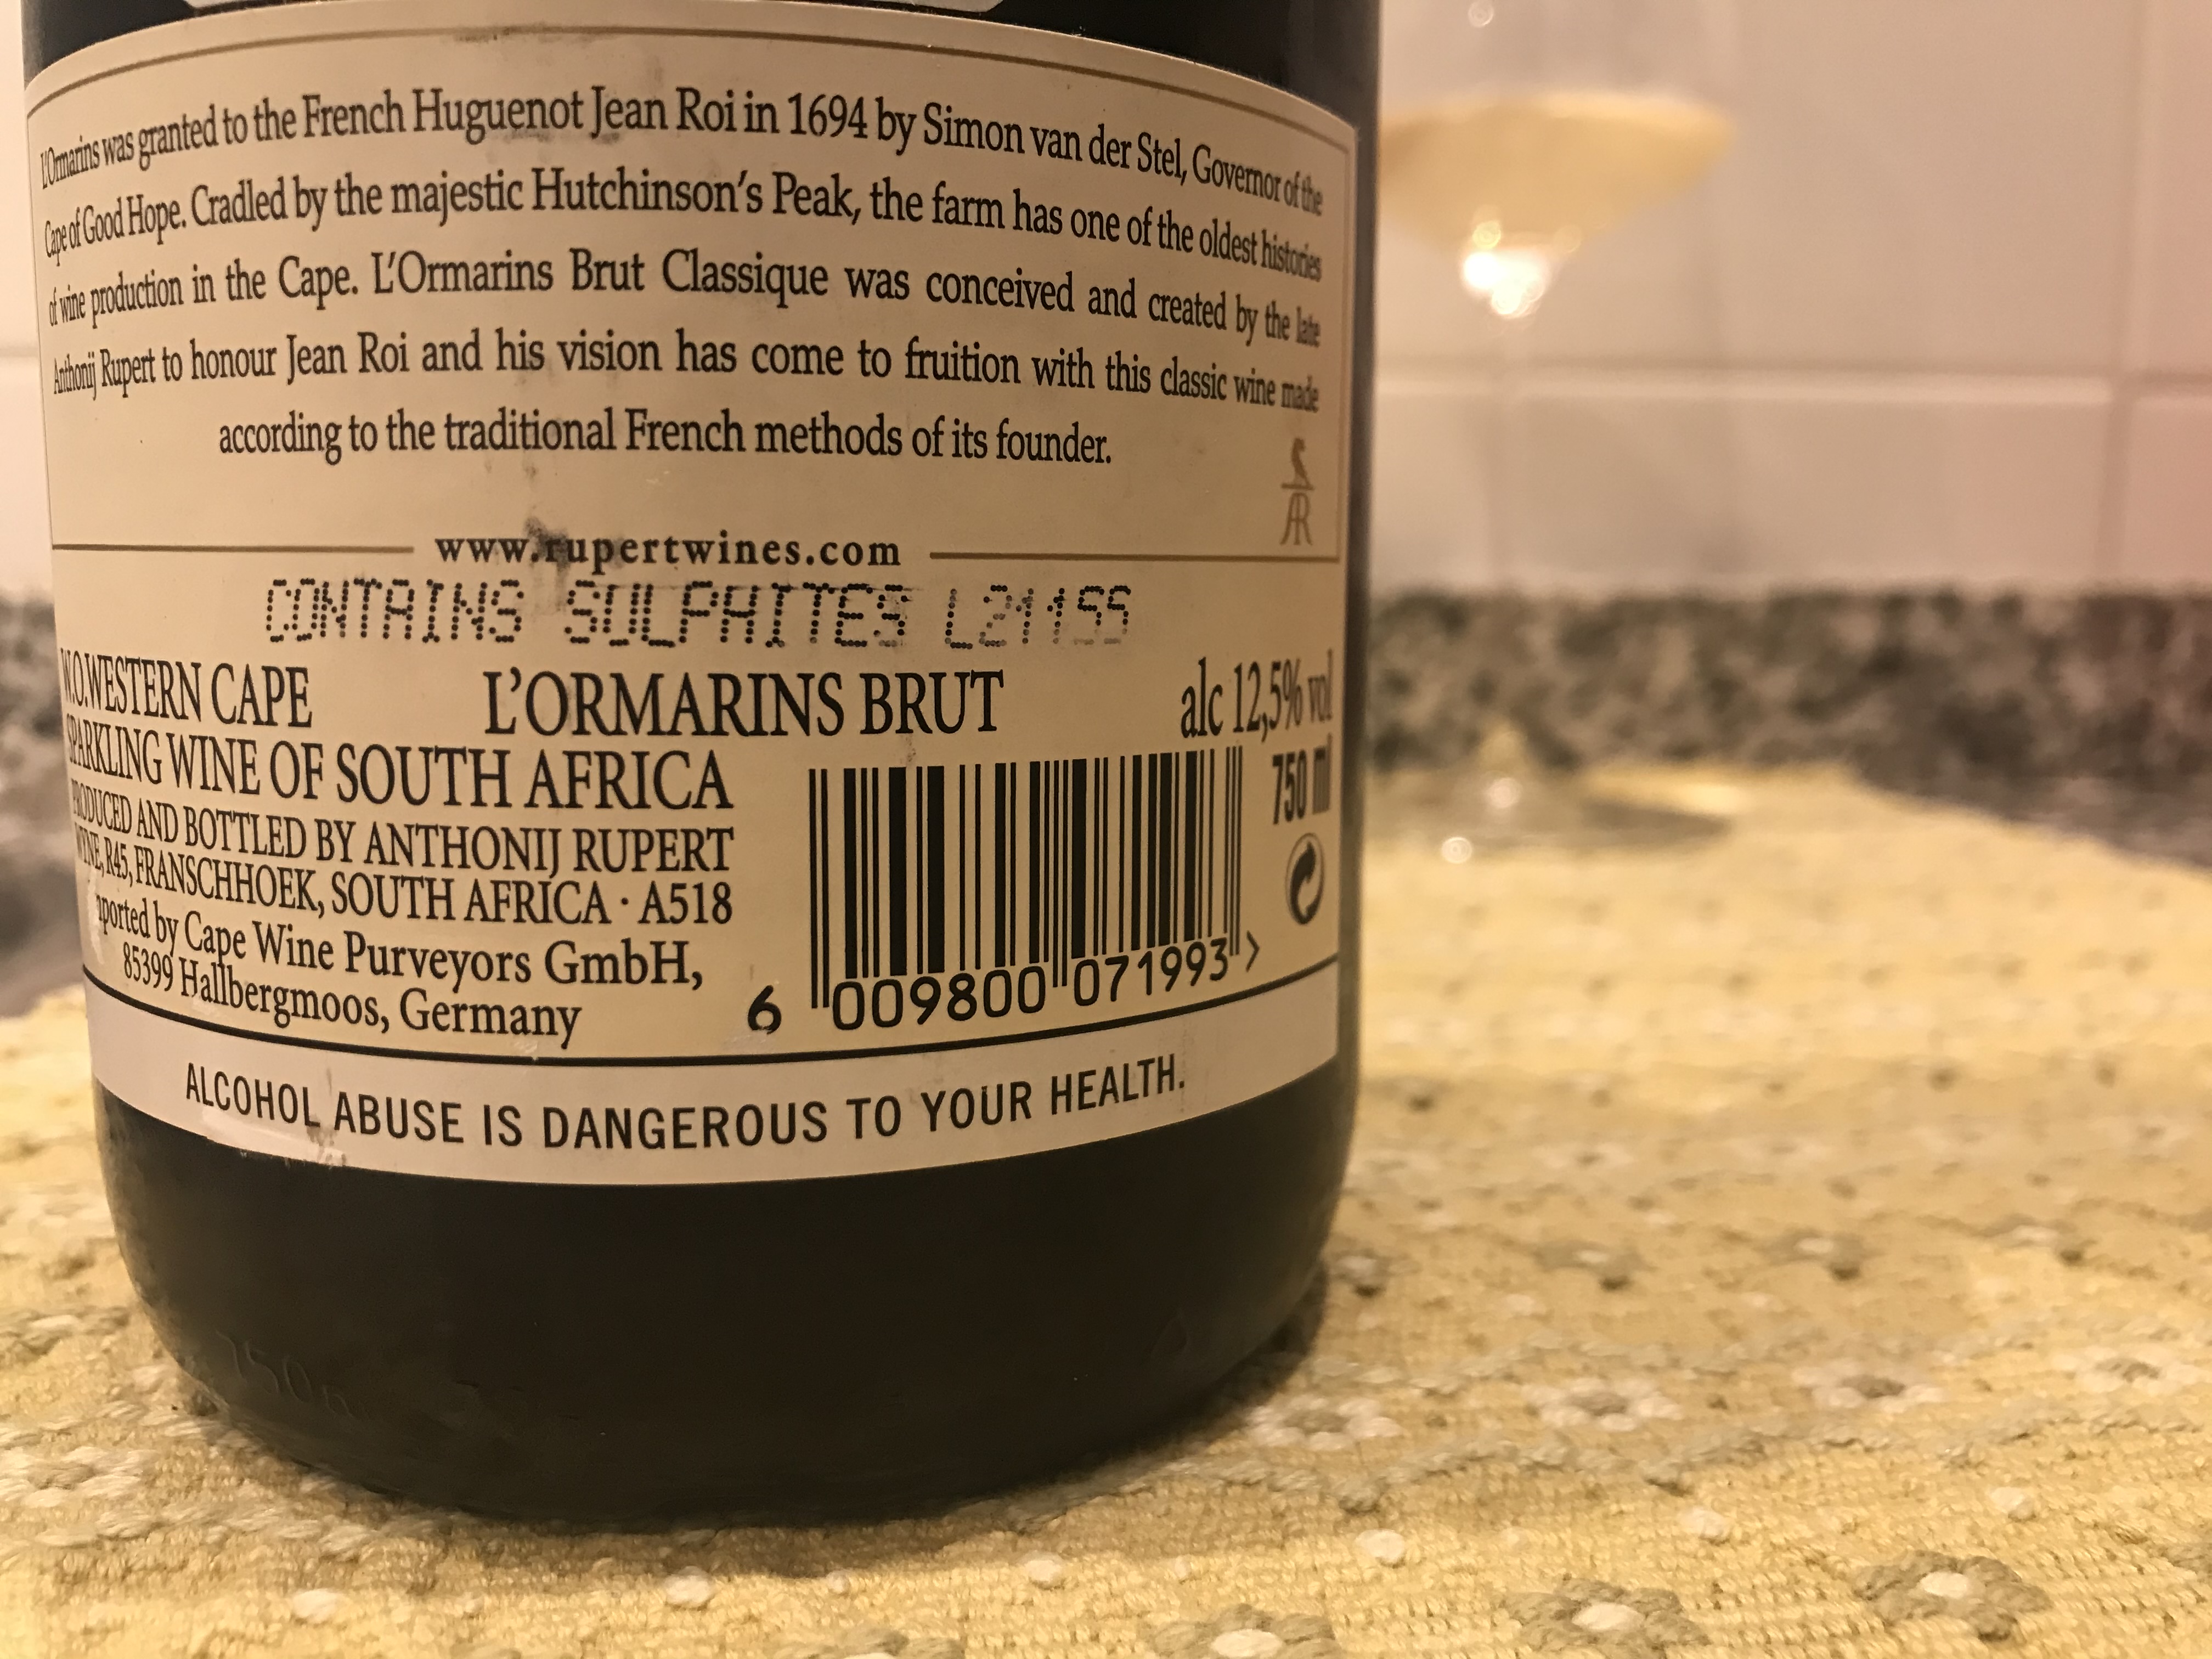 L'Ormarins was granted to the French Huguenot Jean Roi in 1694 by Simon van der Stel, Governor of the
Cape of Good Hope. Cradled by the majestic Hutchinson's Peak, the farm has one of the oldest histories
of wine production in the Cape. L'Ormarins Brut Classique was conceived and created by the late
Anthonij Rupert to honour Jean Roi and his vision has come to fruition with this classic wine made
according to the traditional French methods of its founder.
AR
www.rupertwines.com
CONTAINS SULPHITES L21155
W.O.WESTERN CAPE L'ORMARINS BRUT alc 12,5% vol
SPARKLING WINE OF SOUTH AFRICA
750 ml
PRODUCED AND BOTTLED BY ANTHONIJ RUPERT
WINE, R45, FRANSCHHOEK, SOUTH AFRICA · A518
ported by Cape Wine Purveyors GmbH,
85399 Hallbergmoos, Germany
6 009800 071993 >
ALCOHOL ABUSE IS DANGEROUS TO YOUR HEALTH.